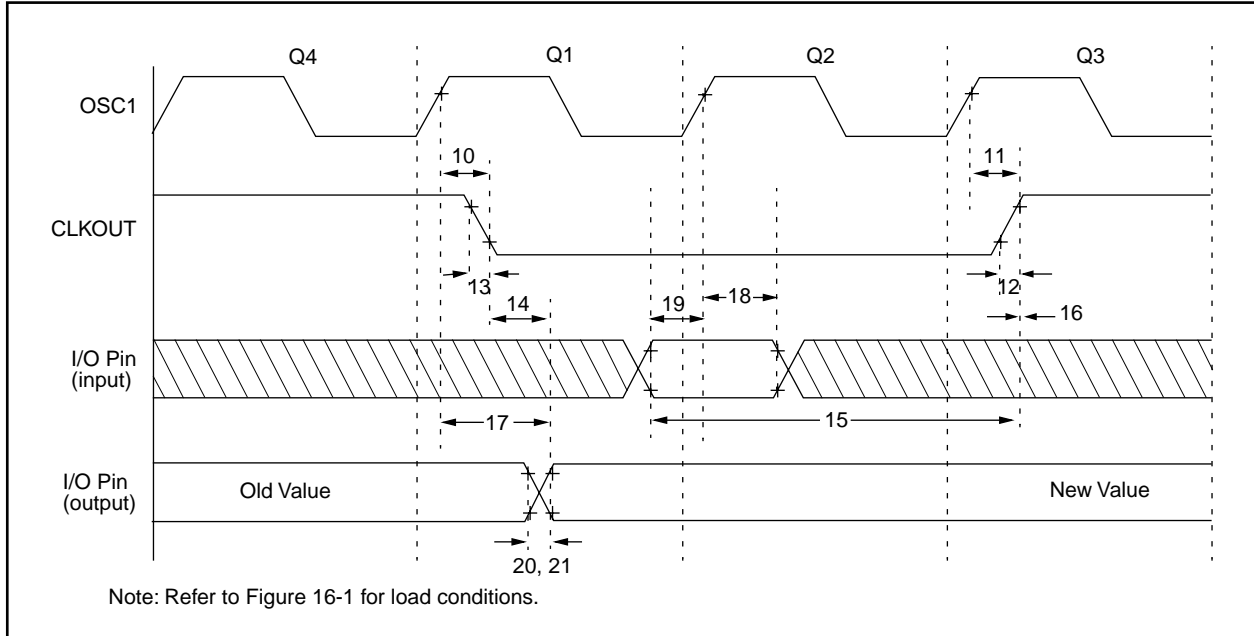 Q4 Q1 Q2 Q3
OSC1
10 11
CLKOUT
13 12
14 19 18 16
I/O Pin
(input)
17 15
I/O Pin
(output)
Old Value New Value
20, 21
Note: Refer to Figure 16-1 for load conditions.